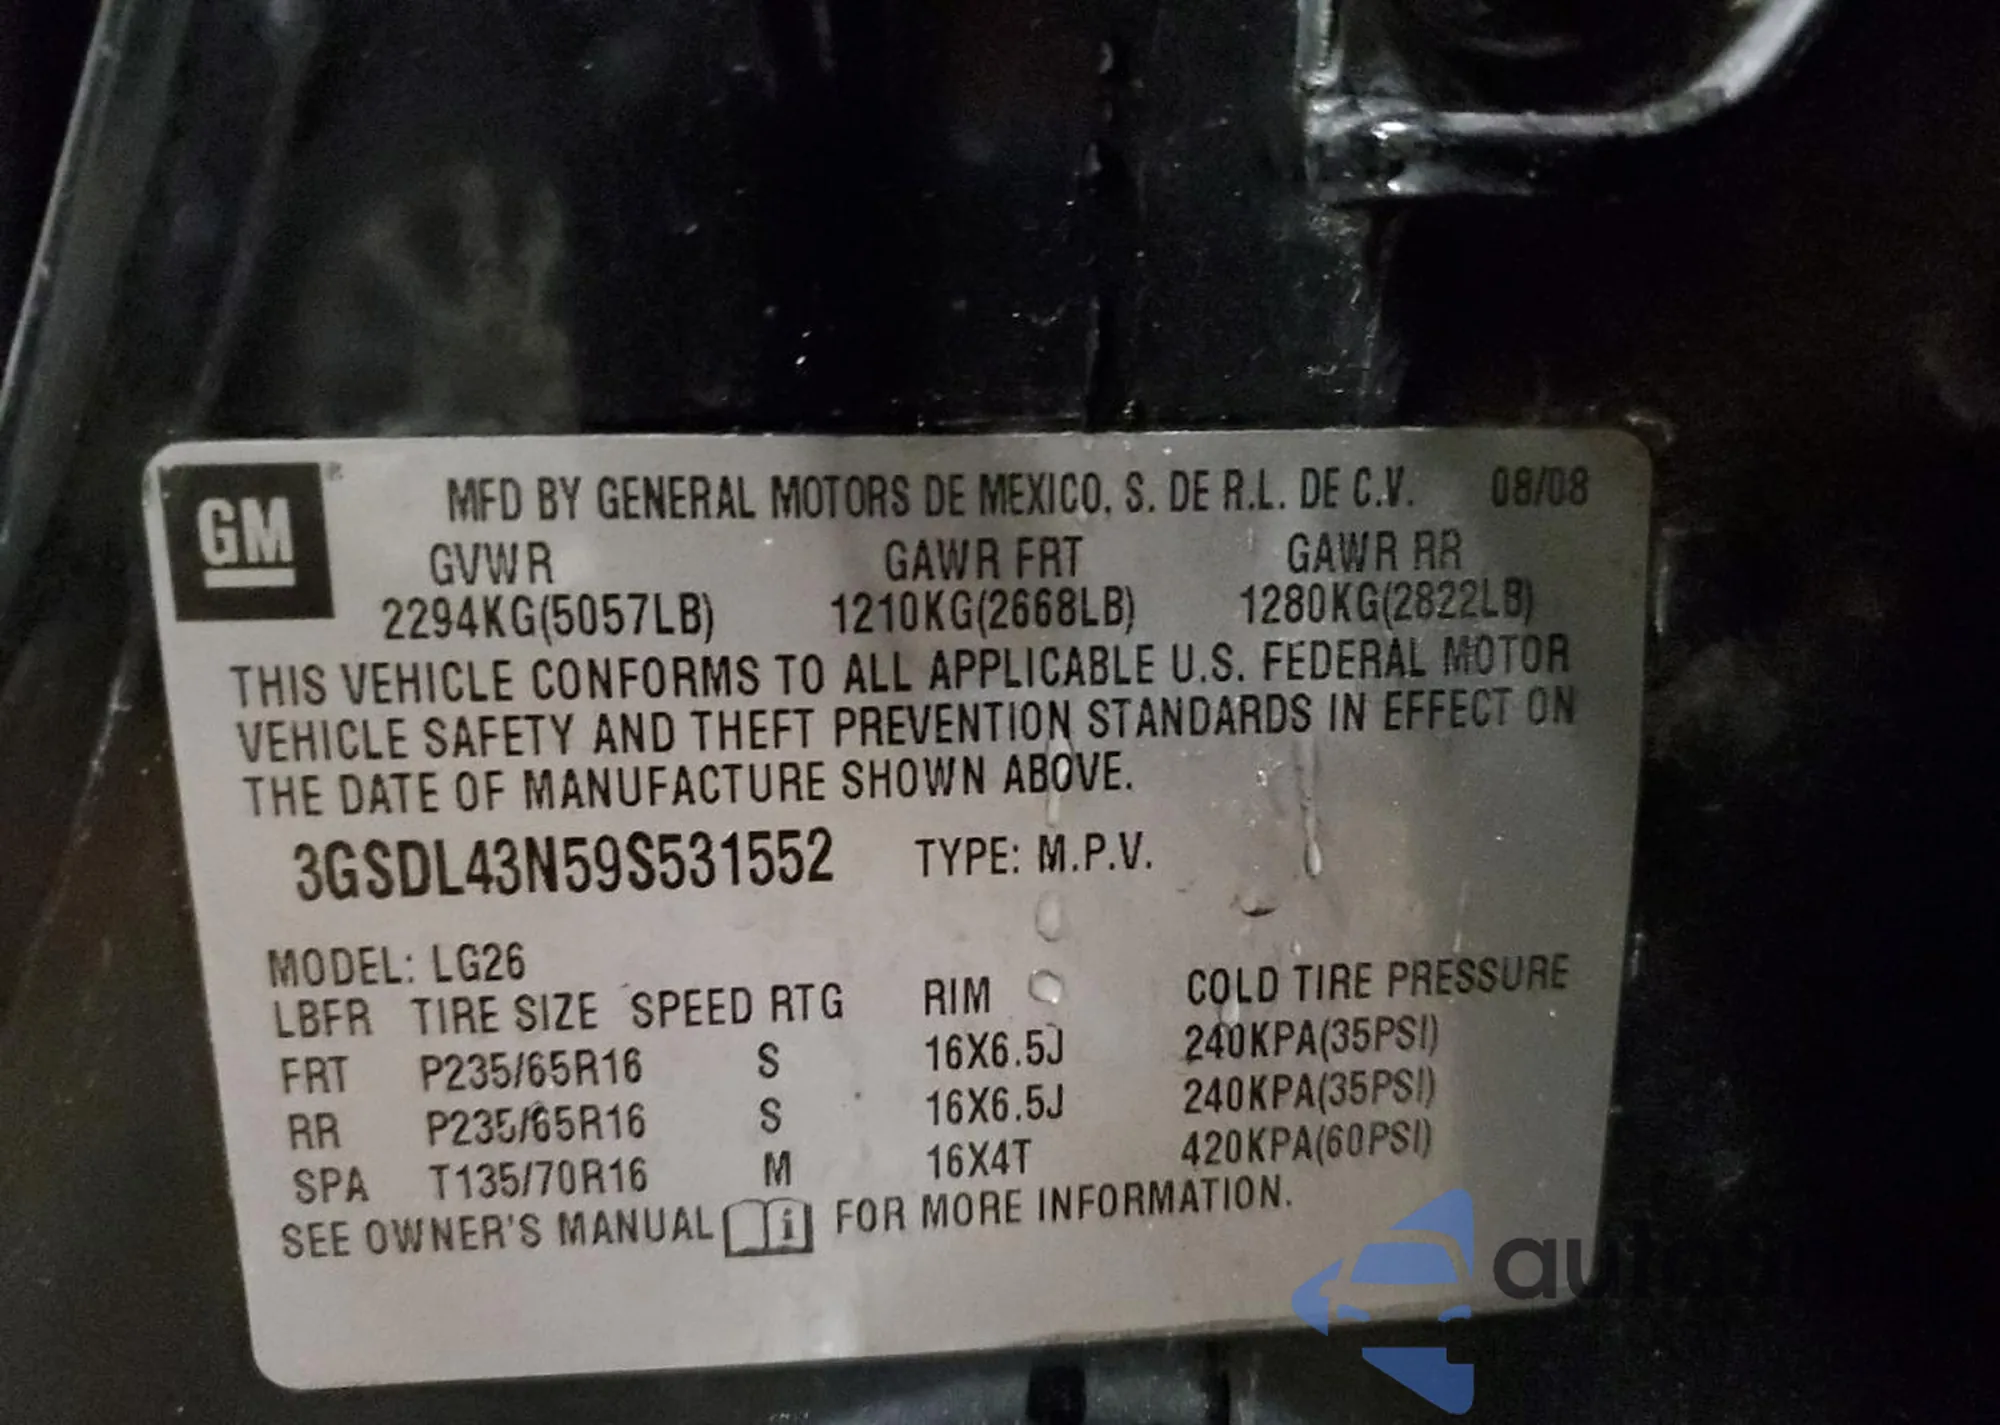 GM
MFD BY GENERAL MOTORS DE MEXICO, S. DE R.L. DE C.V. 08/08
GVWR GAWR FRT GAWR RR
2294KG(5057LB) 1210KG(2668LB) 1280KG(2822LB)
THIS VEHICLE CONFORMS TO ALL APPLICABLE U.S. FEDERAL MOTOR
VEHICLE SAFETY AND THEFT PREVENTION STANDARDS IN EFFECT ON
THE DATE OF MANUFACTURE SHOWN ABOVE.
3GSDL43N59S531552 TYPE: M.P.V.
MODEL: LG26
LBFR TIRE SIZE SPEED RTG RIM COLD TIRE PRESSURE
FRT P235/65R16 S 16X6.5J 240KPA(35PSI)
RR P235/65R16 S 16X6.5J 240KPA(35PSI)
SPA T135/70R16 M 16X4T 420KPA(60PSI)
SEE OWNER'S MANUAL i FOR MORE INFORMATION.